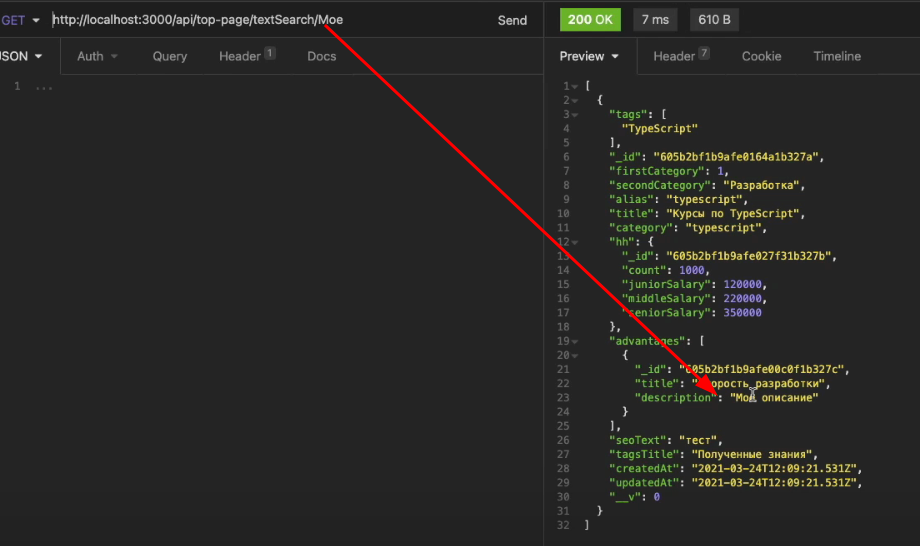 GET http://localhost:3000/api/top-page/textSearch/Мое Send 200 OK 7 ms 610 B
JSON Auth Query Header 1 Docs Preview Header 7 Cookie Timeline
1 ...
1 [
2 {
3 "tags": [
4 "TypeScript"
5 ],
6 "_id": "605b2bf1b9afe0164a1b327a",
7 "firstCategory": 1,
8 "secondCategory": "Разработка",
9 "alias": "typescript",
10 "title": "Курсы по TypeScript",
11 "category": "typescript",
12 "hh": {
13 "_id": "605b2bf1b9afe027f31b327b",
14 "count": 1000,
15 "juniorSalary": 120000,
16 "middleSalary": 220000,
17 "seniorSalary": 350000
18 },
19 "advantages": [
20 {
21 "_id": "605b2bf1b9afe00c0f1b327c",
22 "title": "Скорость разработки",
23 "description": "Моё описание"
24 }
25 ],
26 "seoText": "тест",
27 "tagsTitle": "Полученные знания",
28 "createdAt": "2021-03-24T12:09:21.531Z",
29 "updatedAt": "2021-03-24T12:09:21.531Z",
30 "__v": 0
31 }
32 ]